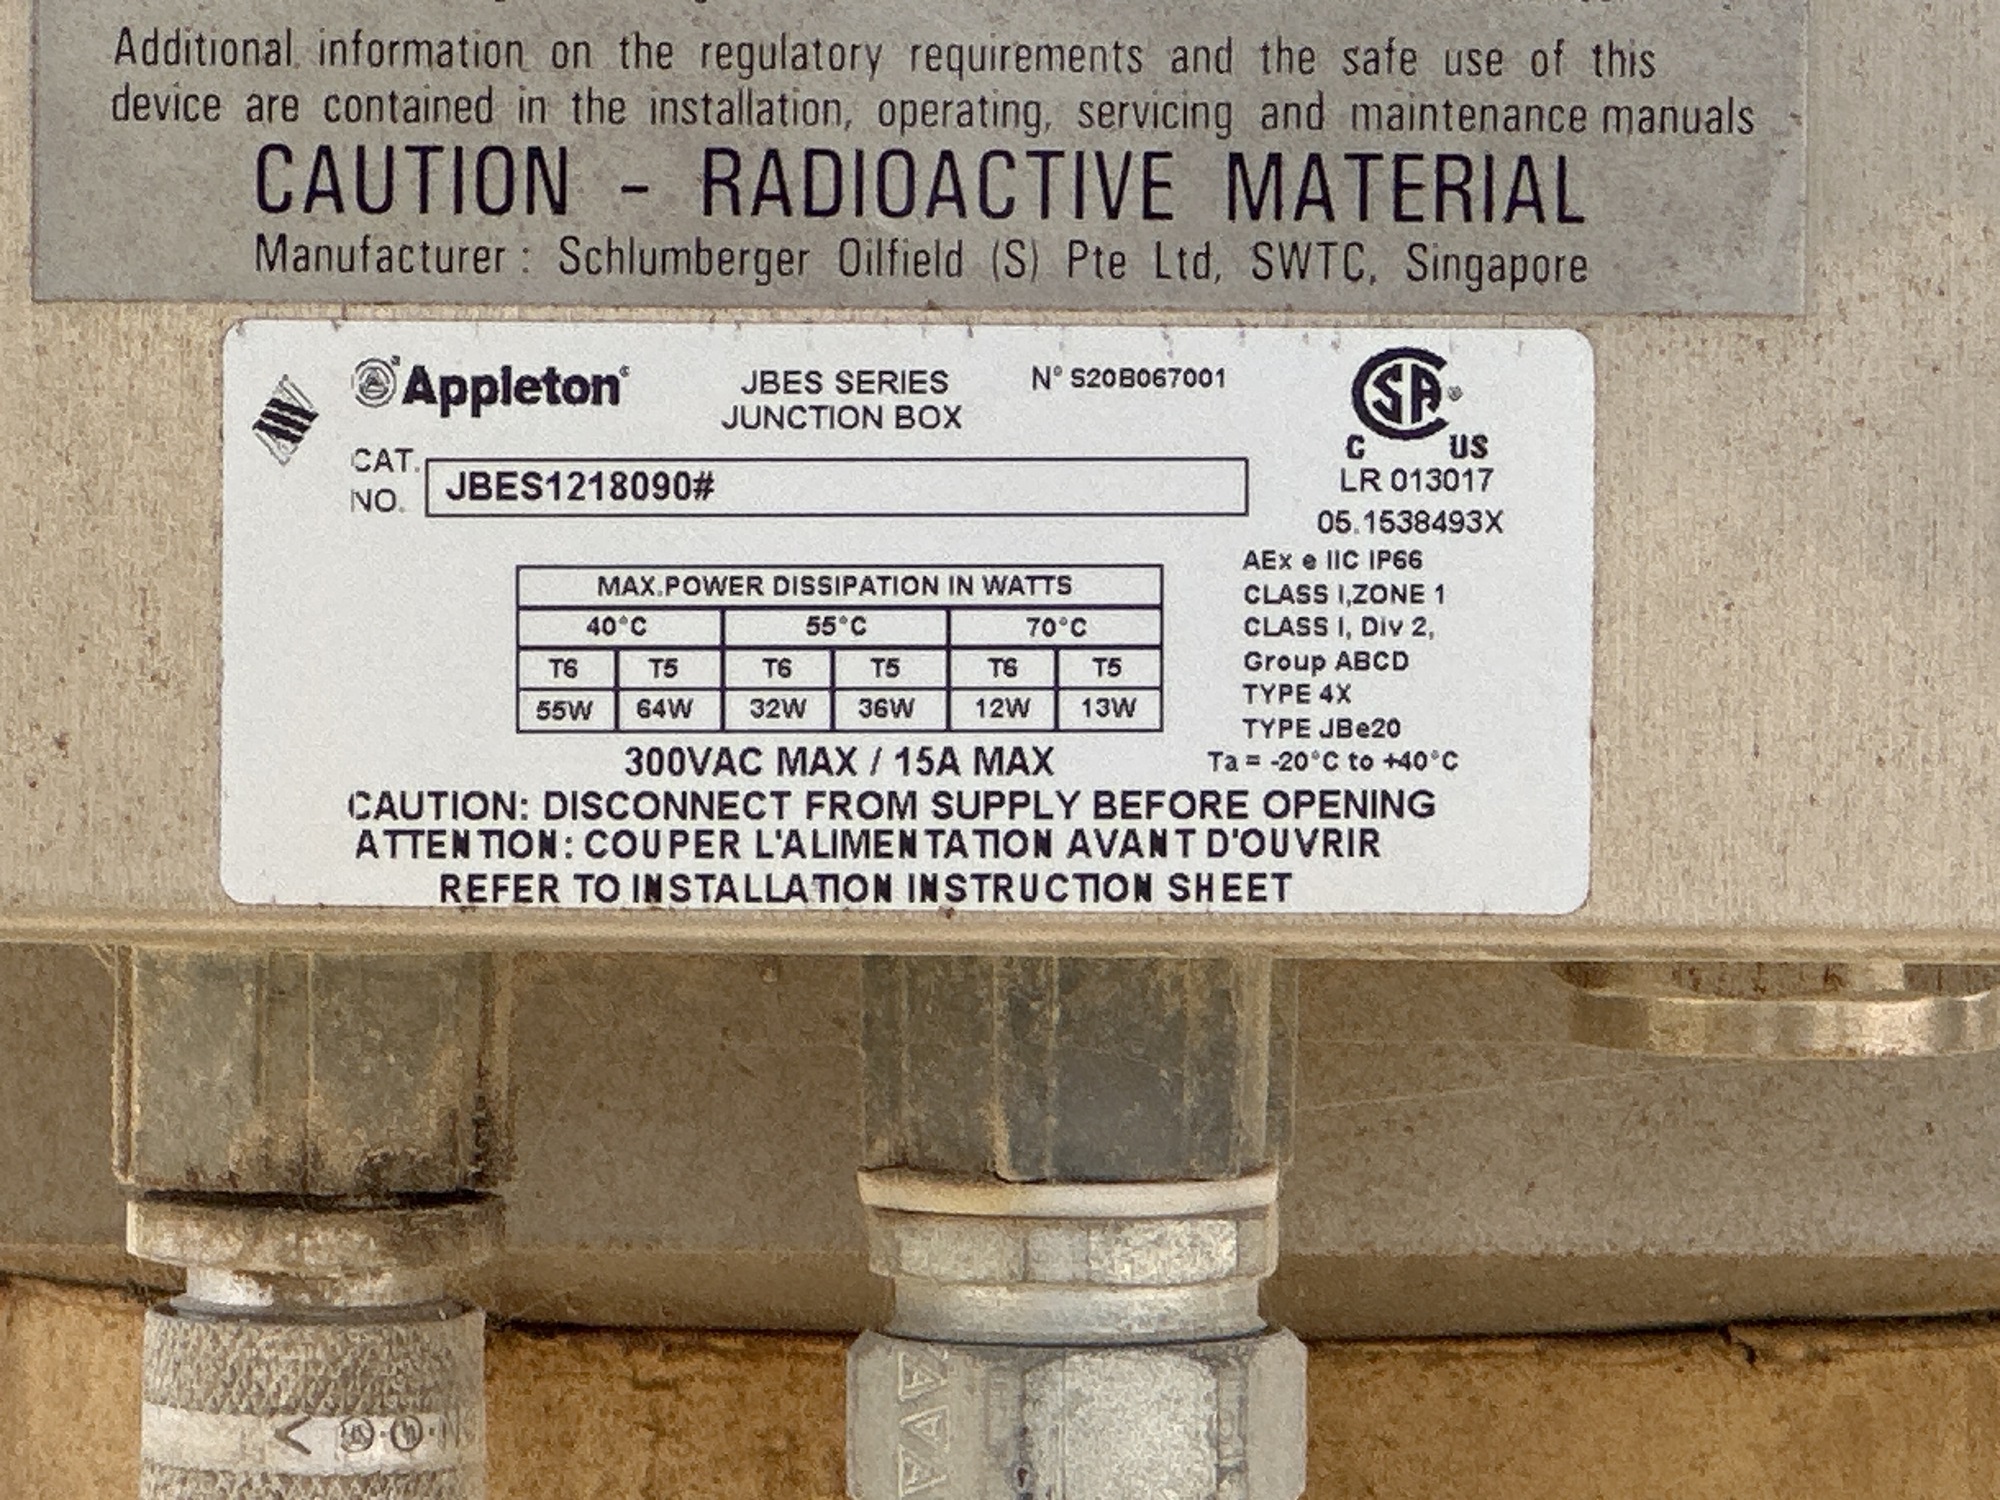 Additional information on the regulatory requirements and the safe use of this
device are contained in the installation, operating, servicing and maintenance manuals
CAUTION - RADIOACTIVE MATERIAL
Manufacturer : Schlumberger Oilfield (S) Pte Ltd, SWTC, Singapore
Appleton
JBES SERIES
JUNCTION BOX
N° S20B067001
CAT. NO.
JBES1218090#
C US
LR 013017
05.1538493X
MAX.POWER DISSIPATION IN WATTS
40°C 55°C 70°C
T6 T5 T6 T5 T6 T5
55W 64W 32W 36W 12W 13W
AEx e IIC IP66
CLASS I,ZONE 1
CLASS I, Div 2,
Group ABCD
TYPE 4X
TYPE JBe20
Ta = -20°C to +40°C
300VAC MAX / 15A MAX
CAUTION: DISCONNECT FROM SUPPLY BEFORE OPENING
ATTENTION: COUPER L'ALIMENTATION AVANT D'OUVRIR
REFER TO INSTALLATION INSTRUCTION SHEET